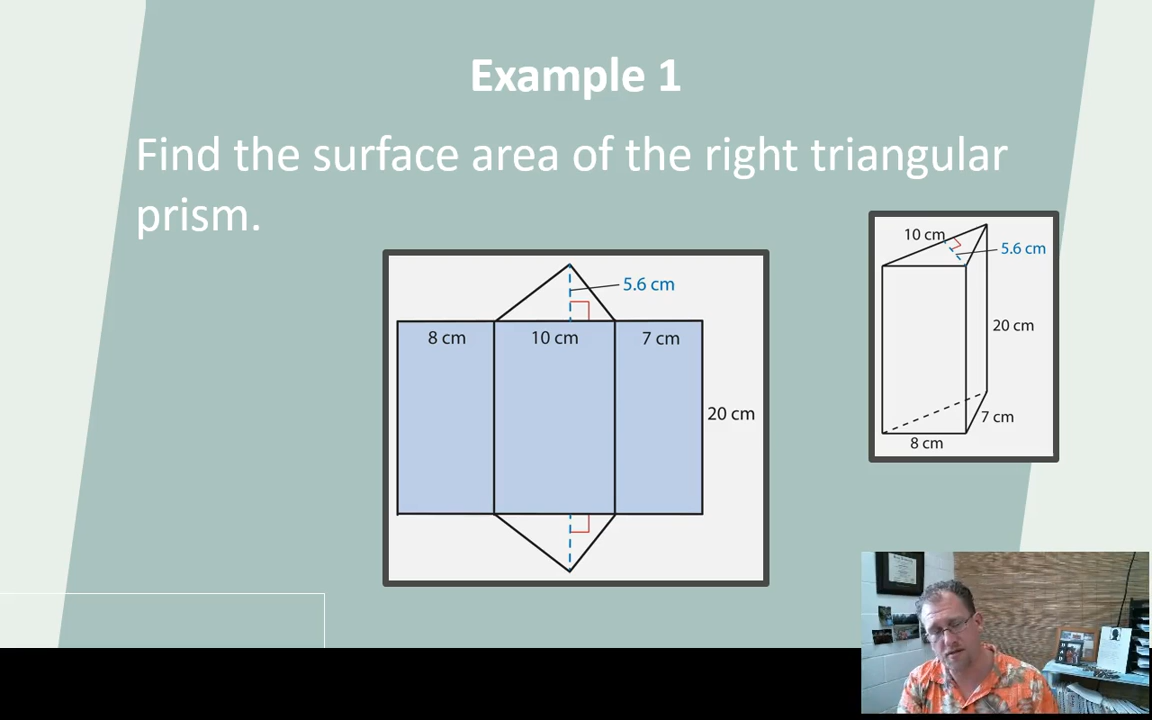 Example 1
Find the surface area of the right triangular
prism.
5.6 cm
8 cm
10 cm
7 cm
20 cm
10 cm
5.6 cm
20 cm
7 cm
8 cm